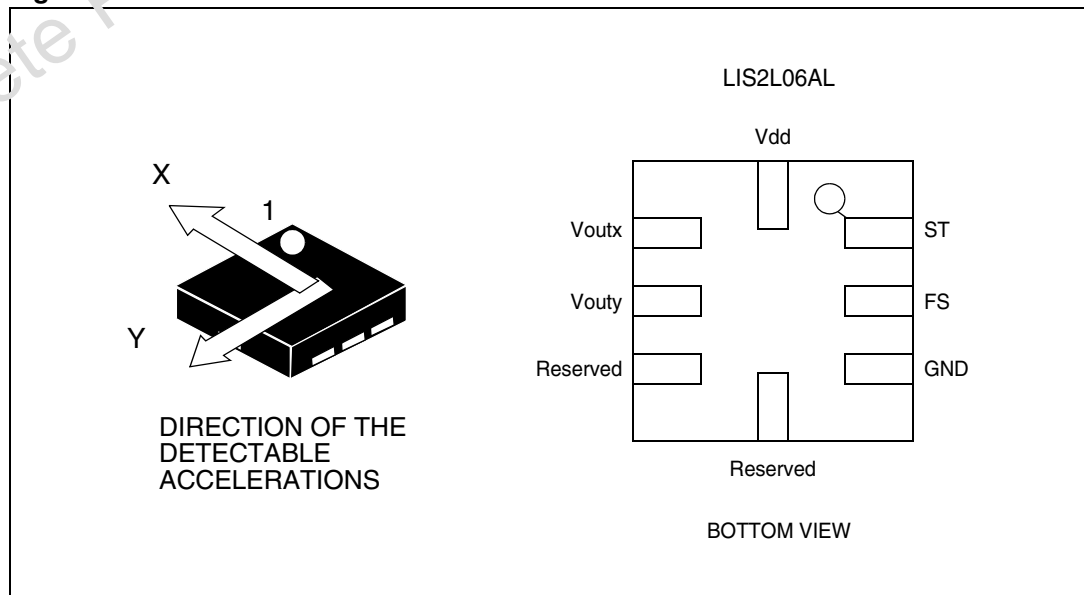 X
1
Y
DIRECTION OF THE
DETECTABLE
ACCELERATIONS
LIS2L06AL
Vdd
Voutx
ST
Vouty
FS
Reserved
GND
Reserved
BOTTOM VIEW